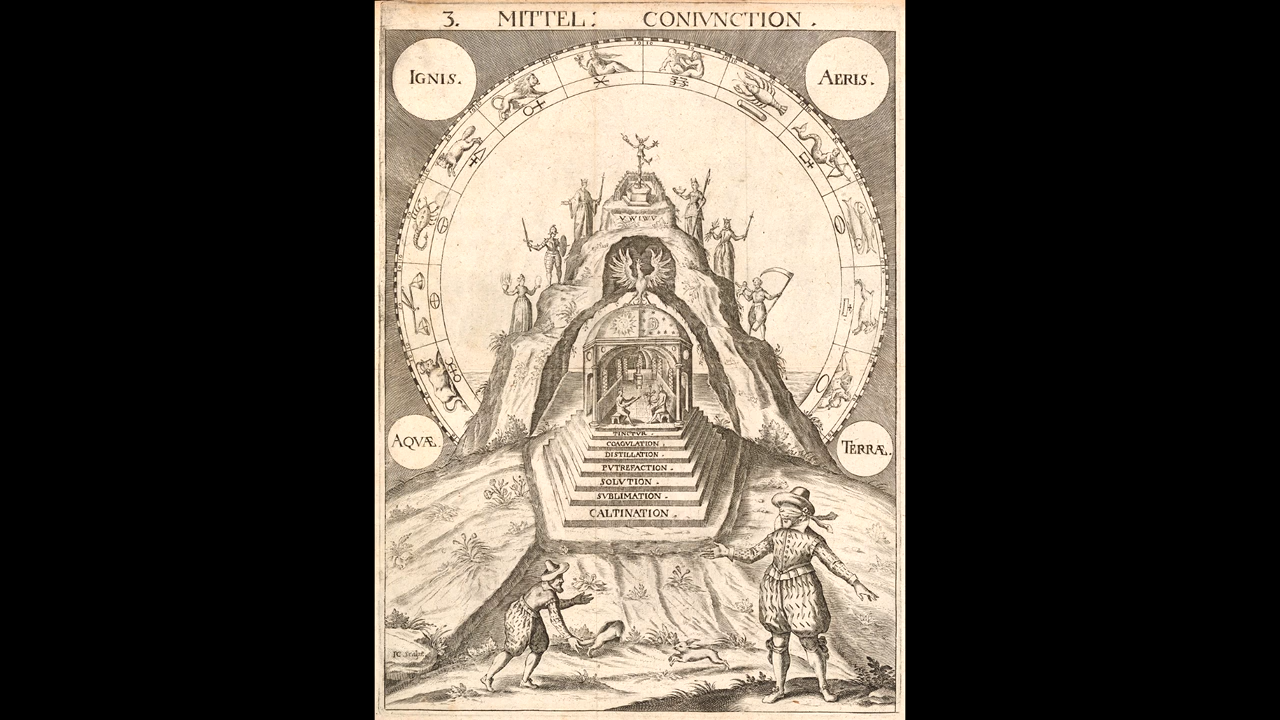 3. MITTEL: CONIVNCTION.
IGNIS.
AERIS.
AQVÆ.
TERRÆ.
TINCTVR.
COAGVLATION.
DISTILLATION.
PVTREFACTION.
SOLVTION.
SVBLIMATION.
CALTINATION